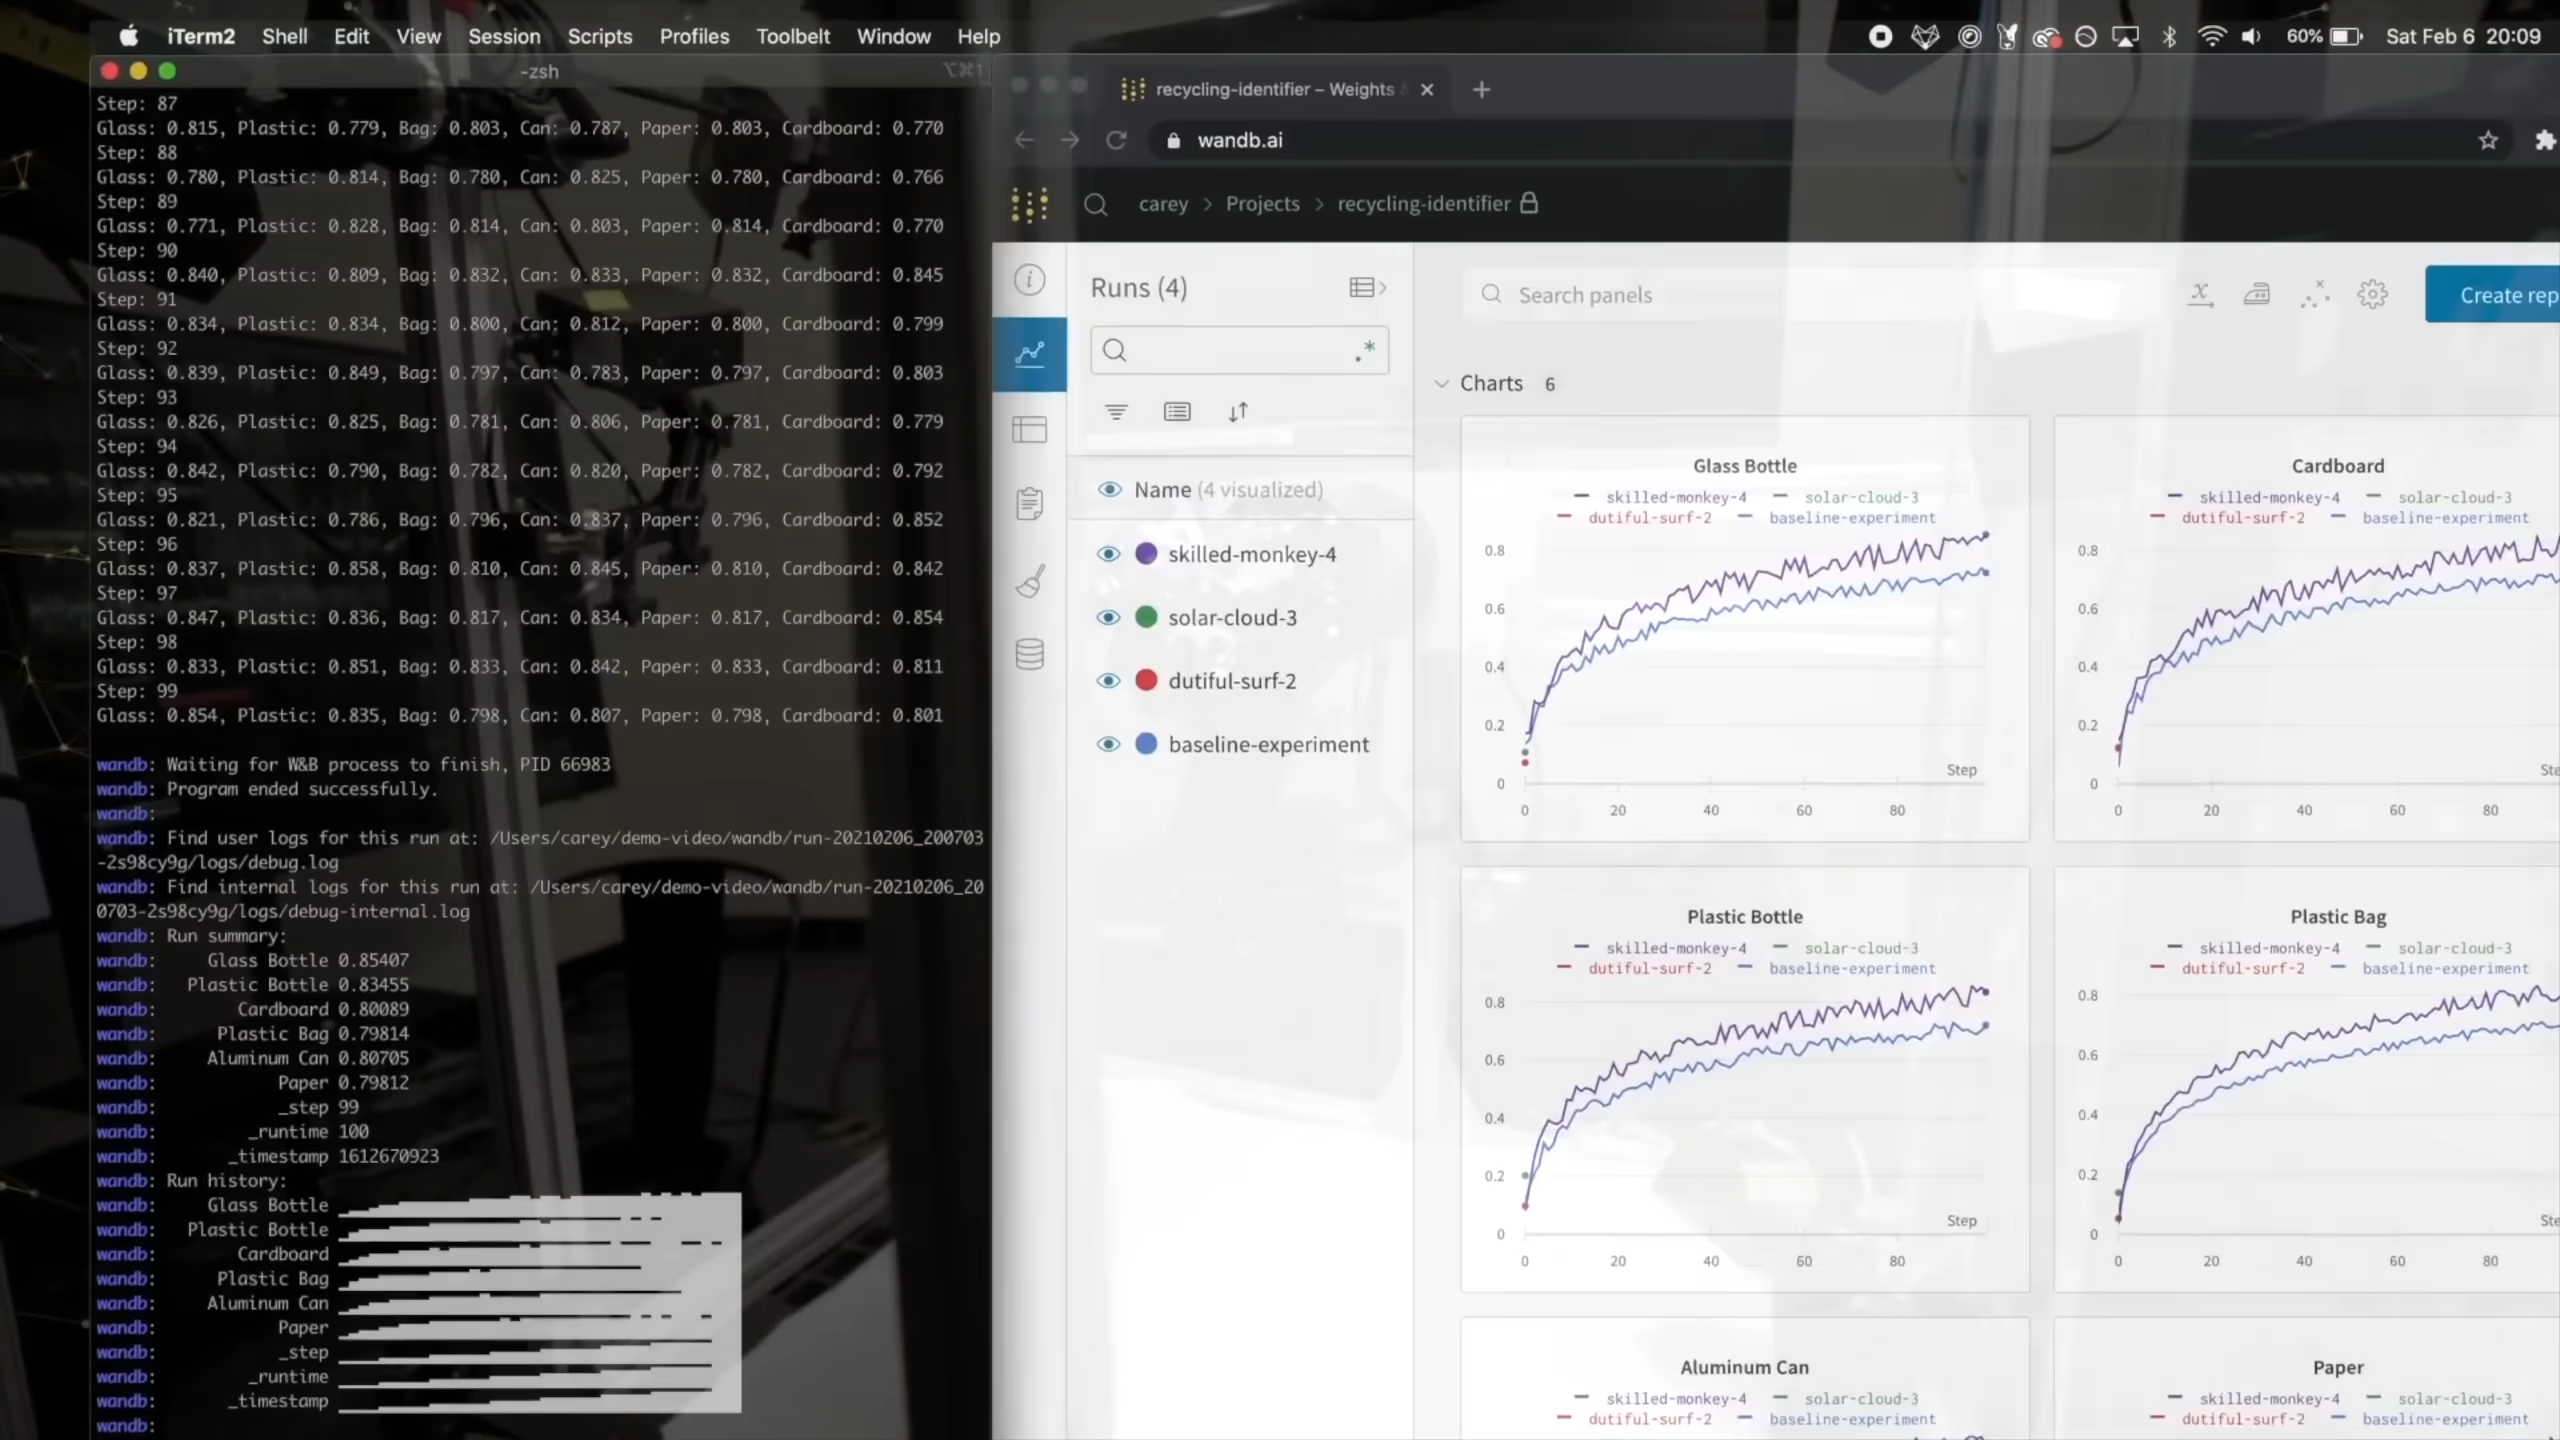 iTerm2 Shell Edit View Session Scripts Profiles Toolbelt Window Help
60% Sat Feb 6 20:09
-zsh
⌥⌘1
Step: 87
Glass: 0.815, Plastic: 0.779, Bag: 0.803, Can: 0.787, Paper: 0.803, Cardboard: 0.770
Step: 88
Glass: 0.780, Plastic: 0.814, Bag: 0.780, Can: 0.825, Paper: 0.780, Cardboard: 0.766
Step: 89
Glass: 0.771, Plastic: 0.828, Bag: 0.814, Can: 0.803, Paper: 0.814, Cardboard: 0.770
Step: 90
Glass: 0.840, Plastic: 0.809, Bag: 0.832, Can: 0.833, Paper: 0.832, Cardboard: 0.845
Step: 91
Glass: 0.834, Plastic: 0.834, Bag: 0.800, Can: 0.812, Paper: 0.800, Cardboard: 0.799
Step: 92
Glass: 0.839, Plastic: 0.849, Bag: 0.797, Can: 0.783, Paper: 0.797, Cardboard: 0.803
Step: 93
Glass: 0.826, Plastic: 0.825, Bag: 0.781, Can: 0.806, Paper: 0.781, Cardboard: 0.779
Step: 94
Glass: 0.842, Plastic: 0.790, Bag: 0.782, Can: 0.820, Paper: 0.782, Cardboard: 0.792
Step: 95
Glass: 0.821, Plastic: 0.786, Bag: 0.796, Can: 0.837, Paper: 0.796, Cardboard: 0.852
Step: 96
Glass: 0.837, Plastic: 0.858, Bag: 0.810, Can: 0.845, Paper: 0.810, Cardboard: 0.842
Step: 97
Glass: 0.847, Plastic: 0.836, Bag: 0.817, Can: 0.834, Paper: 0.817, Cardboard: 0.854
Step: 98
Glass: 0.833, Plastic: 0.851, Bag: 0.833, Can: 0.842, Paper: 0.833, Cardboard: 0.811
Step: 99
Glass: 0.854, Plastic: 0.835, Bag: 0.798, Can: 0.807, Paper: 0.798, Cardboard: 0.801
wandb: Waiting for W&B process to finish, PID 66983
wandb: Program ended successfully.
wandb:
wandb: Find user logs for this run at: /Users/carey/demo-video/wandb/run-20210206_200703
-2s98cy9g/logs/debug.log
wandb: Find internal logs for this run at: /Users/carey/demo-video/wandb/run-20210206_20
0703-2s98cy9g/logs/debug-internal.log
wandb: Run summary:
wandb: Glass Bottle 0.85407
wandb: Plastic Bottle 0.83455
wandb: Cardboard 0.80089
wandb: Plastic Bag 0.79814
wandb: Aluminum Can 0.80705
wandb: Paper 0.79812
wandb: _step 99
wandb: _runtime 100
wandb: _timestamp 1612670923
wandb: Run history:
wandb: Glass Bottle
wandb: Plastic Bottle
wandb: Cardboard
wandb: Plastic Bag
wandb: Aluminum Can
wandb: Paper
wandb: _step
wandb: _runtime
wandb: _timestamp
wandb:
recycling-identifier – Weights
wandb.ai
carey > Projects > recycling-identifier
Runs (4)
.*
Name (4 visualized)
skilled-monkey-4
solar-cloud-3
dutiful-surf-2
baseline-experiment
Search panels
Create rep
Charts 6
Glass Bottle
skilled-monkey-4 solar-cloud-3
dutiful-surf-2 baseline-experiment
0.8
0.6
0.4
0.2
0
Step
0 20 40 60 80
Cardboard
skilled-monkey-4 solar-cloud-3
dutiful-surf-2 baseline-experiment
0.8
0.6
0.4
0.2
0
Ste
0 20 40 60 80
Plastic Bottle
skilled-monkey-4 solar-cloud-3
dutiful-surf-2 baseline-experiment
0.8
0.6
0.4
0.2
0
Step
0 20 40 60 80
Plastic Bag
skilled-monkey-4 solar-cloud-3
dutiful-surf-2 baseline-experiment
0.8
0.6
0.4
0.2
0
Ste
0 20 40 60 80
Aluminum Can
skilled-monkey-4 solar-cloud-3
dutiful-surf-2 baseline-experiment
Paper
skilled-monkey-4 solar-cloud-3
dutiful-surf-2 baseline-experiment